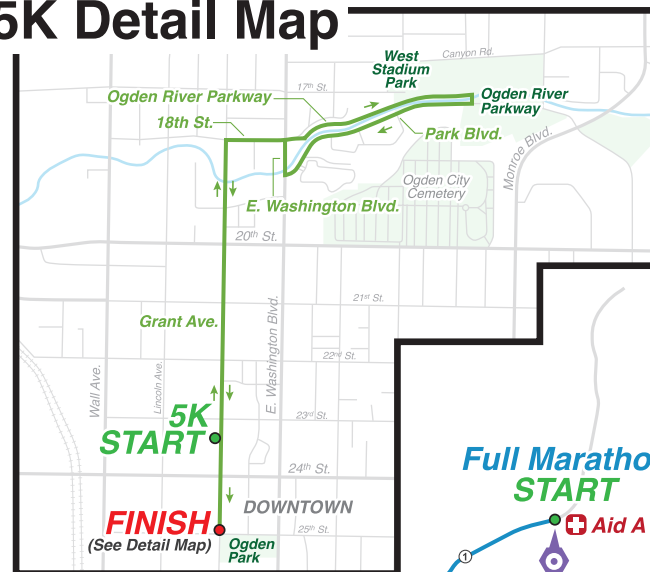 5K Detail Map
Canyon Rd.
West
Stadium
Park
17th St.
Ogden River Parkway
Ogden River
Parkway
18th St.
Park Blvd.
Monroe Blvd.
Ogden City
Cemetery
E. Washington Blvd.
20th St.
21st St.
Grant Ave.
E. Washington Blvd.
22nd St.
Wall Ave.
Lincoln Ave.
5K
START
23rd St.
24th St.
Full Maratho
START
DOWNTOWN
FINISH
25th St.
Aid A
(See Detail Map)
Ogden
Park
1